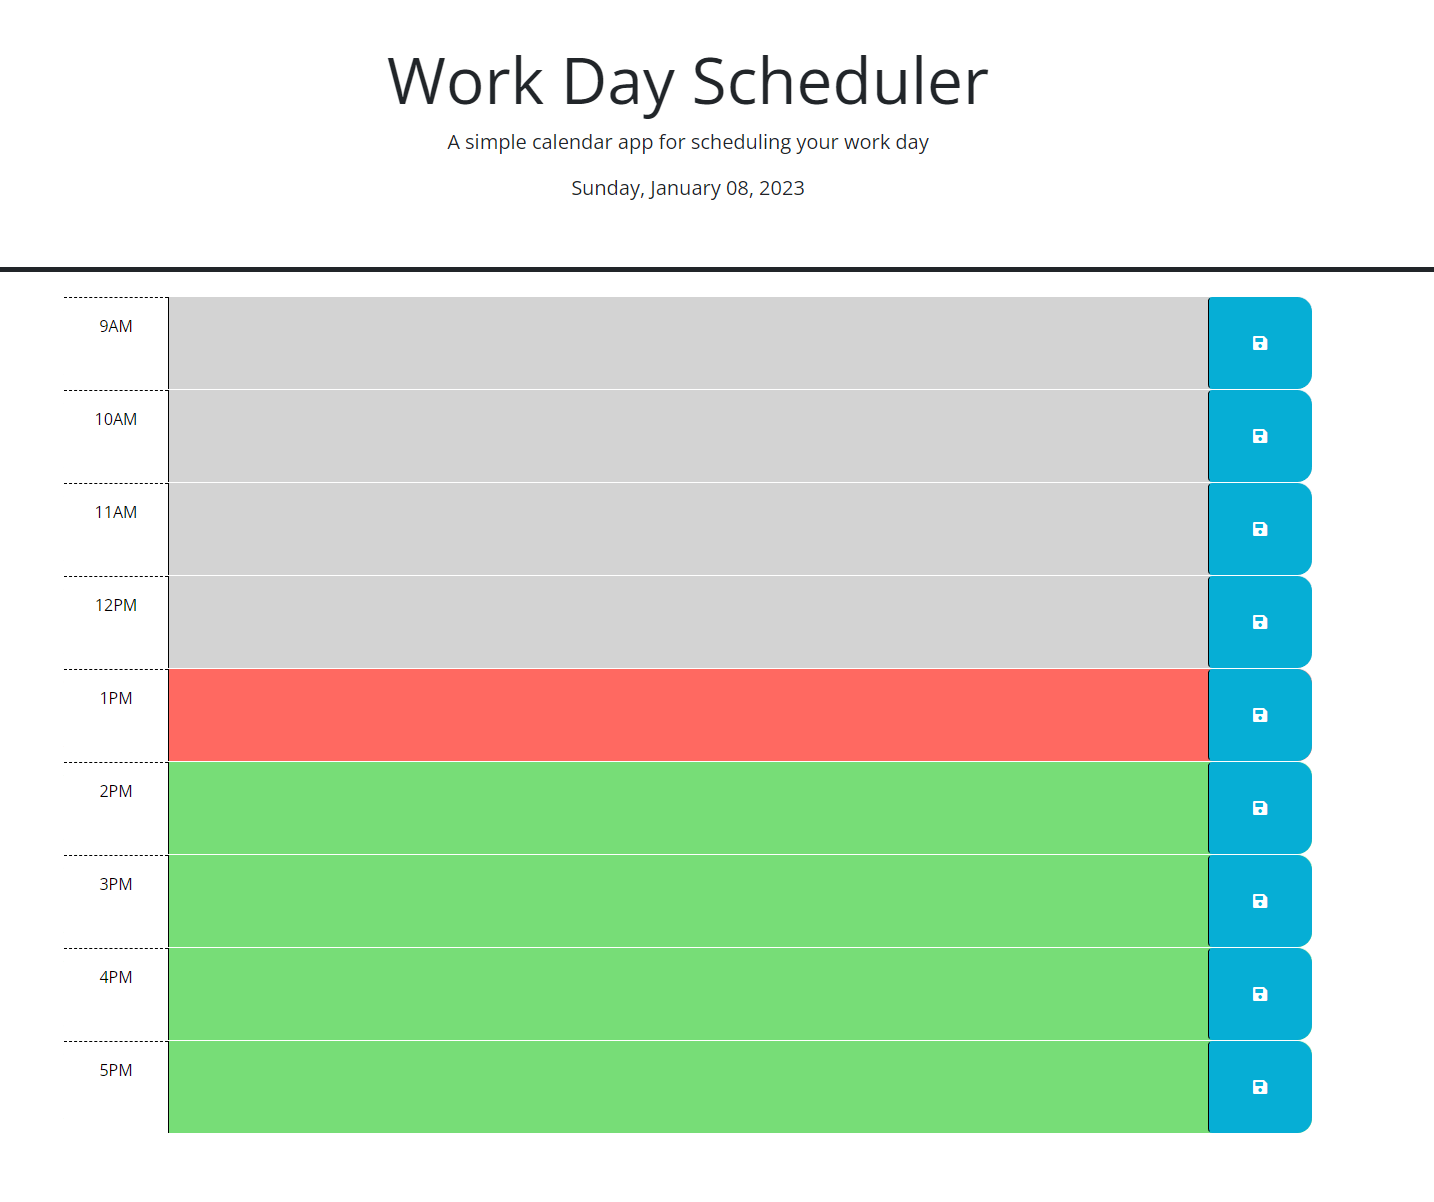 Work Day Scheduler
A simple calendar app for scheduling your work day
Sunday, January 08, 2023
9AM
10AM
11AM
12PM
1PM
2PM
3PM
4PM
5PM